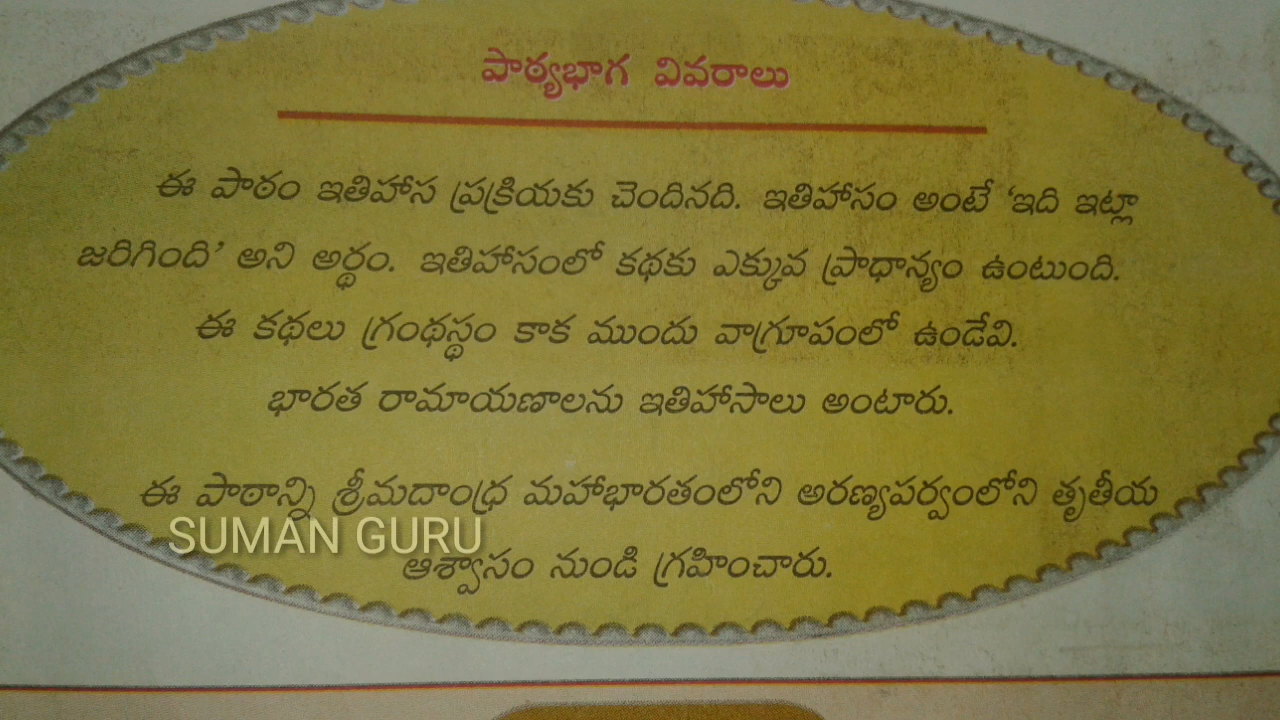 పాఠ్యభాగ వివరాలు
ఈ పాఠం ఇతిహాస ప్రక్రియకు చెందినది. ఇతిహాసం అంటే ‘ఇది ఇట్లా
జరిగింది’ అని అర్థం. ఇతిహాసంలో కథకు ఎక్కువ ప్రాధాన్యం ఉంటుంది.
ఈ కథలు గ్రంథస్థం కాక ముందు వాగ్రూపంలో ఉండేవి.
భారత రామాయణాలను ఇతిహాసాలు అంటారు.
ఈ పాఠాన్ని శ్రీమదాంధ్ర మహాభారతంలోని అరణ్యపర్వంలోని తృతీయ
SUMAN GURU
ఆశ్వాసం నుండి గ్రహించారు.